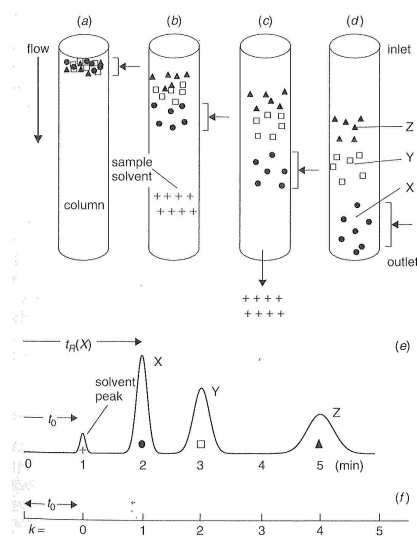 (a) (b) (c) (d)
flow
inlet
sample
solvent
column
Z
Y
X
outlet
+ + + +
+ + + +
+ + + +
+ + + +
t_R(X)
(e)
solvent
peak
X
Y
Z
t_0
+
0 1 2 3 4 5 (min)
t_0
(f)
k = 0 1 2 3 4 5